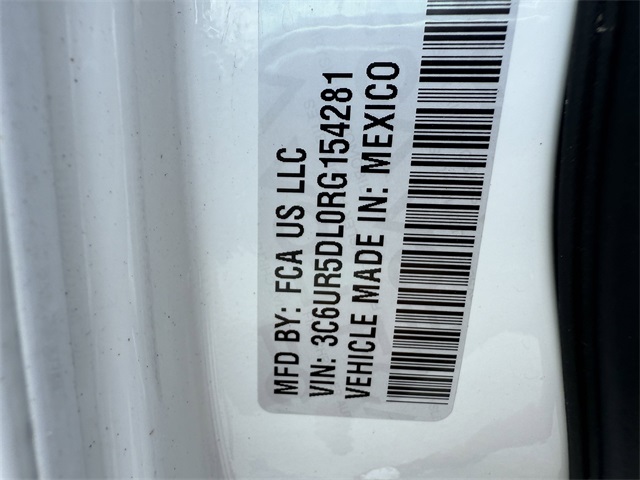 MFD BY: FCA US LLC
VIN: 3C6UR5DL0RG154281
VEHICLE MADE IN: MEXICO